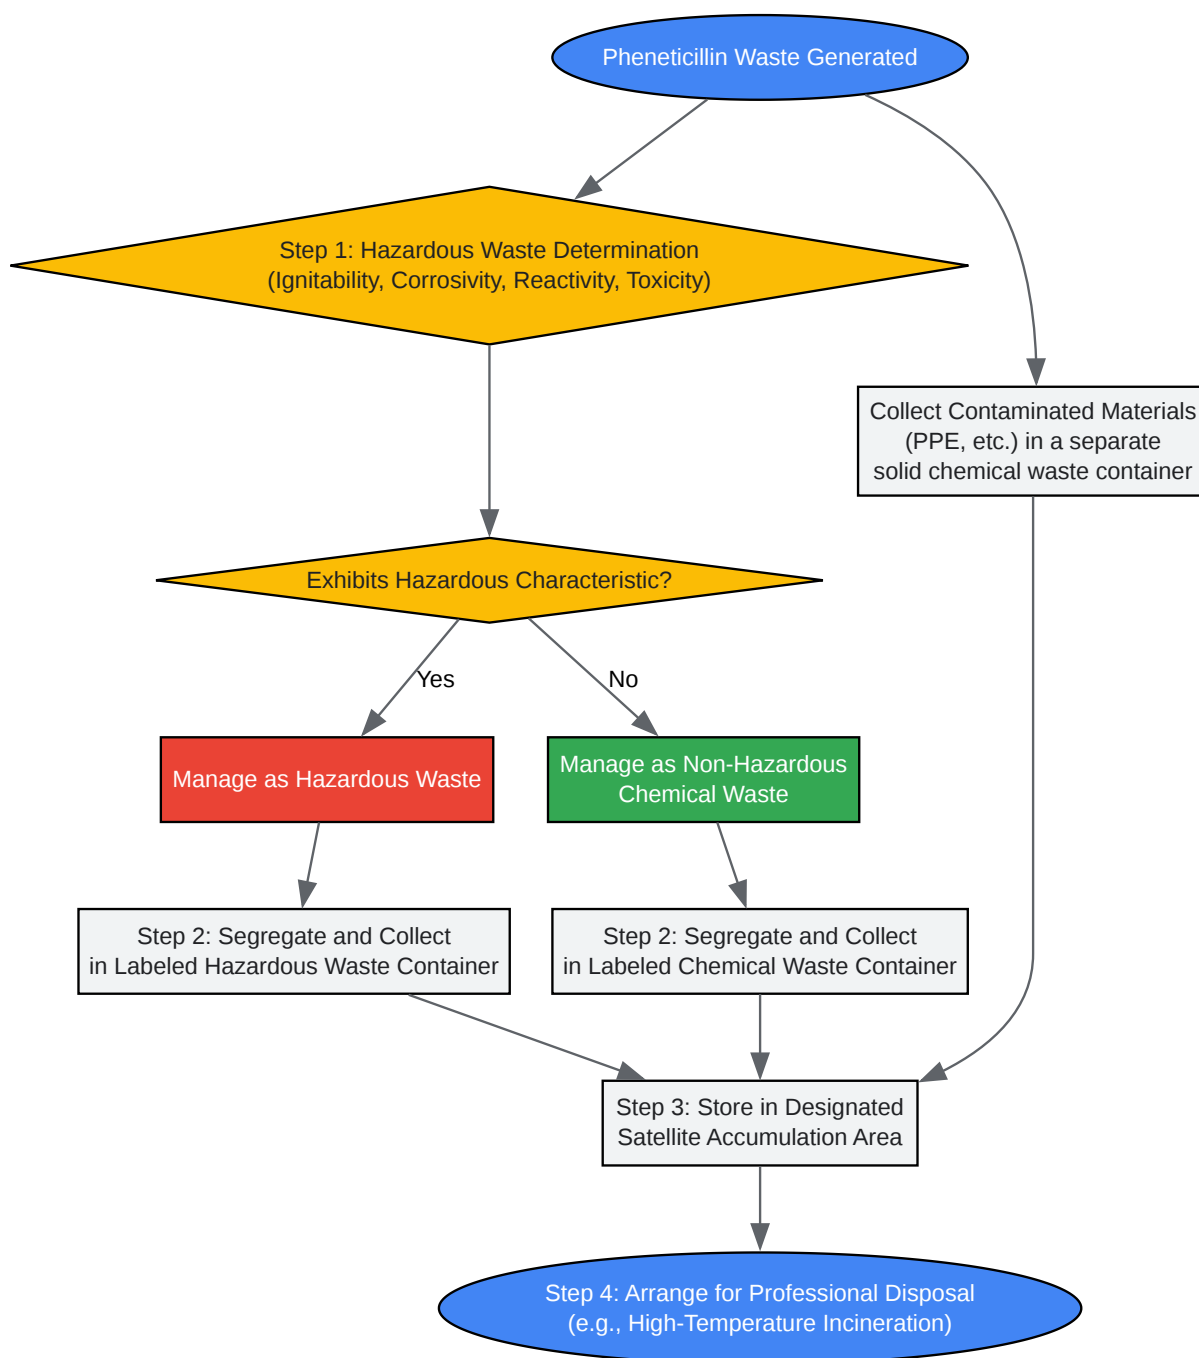 Pheneticillin Waste Generated
Step 1: Hazardous Waste Determination
(Ignitability, Corrosivity, Reactivity, Toxicity)
Collect Contaminated Materials
(PPE, etc.) in a separate
solid chemical waste container
Exhibits Hazardous Characteristic?
Yes
No
Manage as Hazardous Waste
Manage as Non-Hazardous
Chemical Waste
Step 2: Segregate and Collect
in Labeled Hazardous Waste Container
Step 2: Segregate and Collect
in Labeled Chemical Waste Container
Step 3: Store in Designated
Satellite Accumulation Area
Step 4: Arrange for Professional Disposal
(e.g., High-Temperature Incineration)